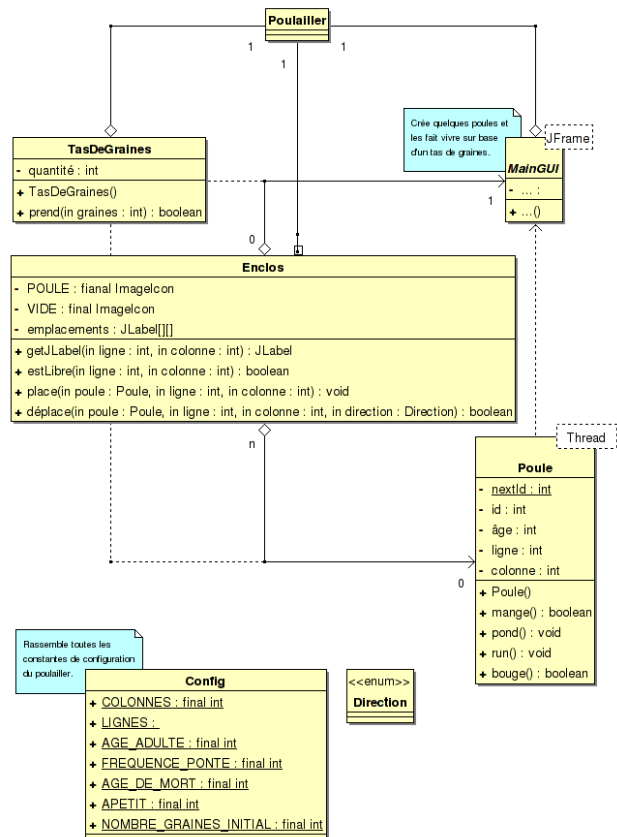 Poulailler
1
1
1
Crée quelques poules et
les fait vivre sur base
d'un tas de graines.
JFrame
TasDeGraines
- quantité : int
+ TasDeGraines()
+ prend(in graines : int) : boolean
MainGUI
- ... :
+ ...()
1
0
Enclos
- POULE : fianal ImageIcon
- VIDE : final ImageIcon
- emplacements : JLabel[][]
+ getJLabel(in ligne : int, in colonne : int) : JLabel
+ estLibre(in ligne : int, in colonne : int) : boolean
+ place(in poule : Poule, in ligne : int, in colonne : int) : void
+ déplace(in poule : Poule, in ligne : int, in colonne : int, in direction : Direction) : boolean
n
Thread
Poule
- nextId : int
- id : int
- âge : int
- ligne : int
- colonne : int
+ Poule()
+ mange() : boolean
+ pond() : void
+ run() : void
+ bouge() : boolean
0
Rassemble toutes les
constantes de configuration
du poulailler.
Config
+ COLONNES : final int
+ LIGNES :
+ AGE_ADULTE : final int
+ FREQUENCE_PONTE : final int
+ AGE_DE_MORT : final int
+ APETIT : final int
+ NOMBRE_GRAINES_INITIAL : final int
<<enum>>
Direction